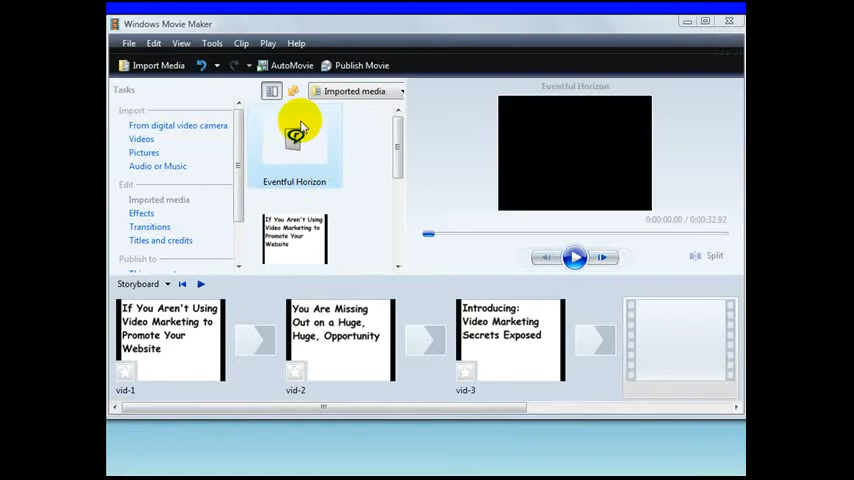 Windows Movie Maker
File Edit View Tools Clip Play Help
Import Media AutoMovie Publish Movie
Tasks
Imported media
Eventful Horizon
Import
From digital video camera
Videos
Pictures
Audio or Music
Edit
Imported media
Effects
Transitions
Titles and credits
Publish to
Eventful Horizon
If You Aren't Using
Video Marketing to
Promote Your
Website
0:00:00.00 / 0:00:32.92
Split
Storyboard
If You Aren't Using
Video Marketing to
Promote Your
Website
vid-1
You Are Missing
Out on a Huge,
Huge, Opportunity
vid-2
Introducing:
Video Marketing
Secrets Exposed
vid-3